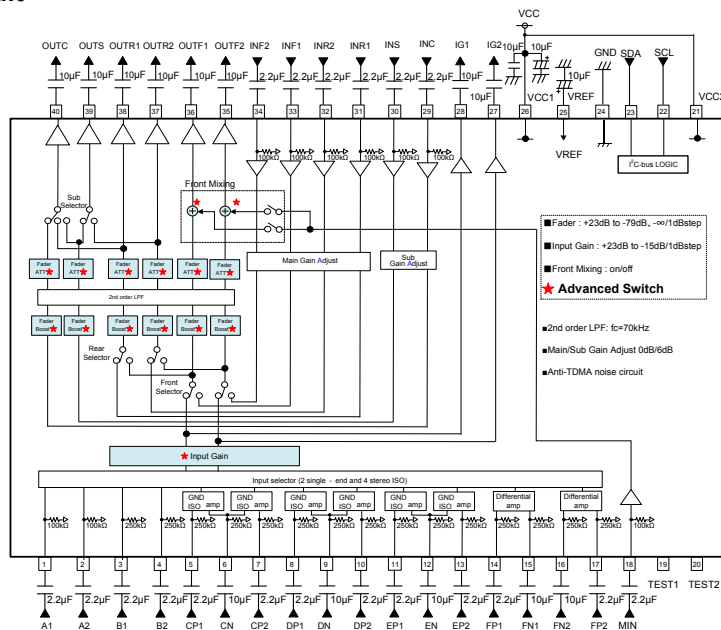 VCC
OUTC OUTS OUTR1 OUTR2 OUTF1 OUTF2 INF2 INF1 INR2 INR1 INS INC IG1 IG2 10μF 10μF GND SDA SCL
10μF 10μF 10μF 10μF 10μF 10μF 2.2μF 2.2μF 2.2μF 2.2μF 2.2μF 2.2μF 10μF 10μF 10μF
VCC1 VREF VCC2
40 39 38 37 36 35 34 33 32 31 30 29 28 27 26 25 24 23 22 21
VREF
100kΩ 100kΩ 100kΩ 100kΩ 100kΩ 100kΩ
I²C-bus LOGIC
Front Mixing
Sub
Selector
■Fader : +23dB to -79dB, -∞/1dBstep
■Input Gain : +23dB to -15dB/1dBstep
■Front Mixing : on/off
★ Advanced Switch
Main Gain Adjust
Sub
Gain Adjust
Fader ATT★ Fader ATT★ Fader ATT★ Fader ATT★ Fader ATT★ Fader ATT★
2nd order LPF
Fader Boost★ Fader Boost★ Fader Boost★ Fader Boost★ Fader Boost★ Fader Boost★
■2nd order LPF: fc=70kHz
■Main/Sub Gain Adjust 0dB/6dB
■Anti-TDMA noise circuit
Rear
Selector
Front
Selector
★ Input Gain
Input selector (2 single - end and 4 stereo ISO)
GND ISO amp GND ISO amp GND ISO amp GND ISO amp GND ISO amp GND ISO amp Differential amp Differential amp
100kΩ 100kΩ 100kΩ 100kΩ 250kΩ 250kΩ 250kΩ 250kΩ 250kΩ 250kΩ 250kΩ 250kΩ 250kΩ 250kΩ 250kΩ 250kΩ 250kΩ 100kΩ
1 2 3 4 5 6 7 8 9 10 11 12 13 14 15 16 17 18 19 20
TEST1 TEST2
2.2μF 2.2μF 2.2μF 2.2μF 2.2μF 10μF 2.2μF 2.2μF 10μF 2.2μF 2.2μF 10μF 2.2μF 2.2μF 10μF 10μF 2.2μF 2.2μF
A1 A2 B1 B2 CP1 CN CP2 DP1 DN DP2 EP1 EN EP2 FP1 FN1 FN2 FP2 MIN